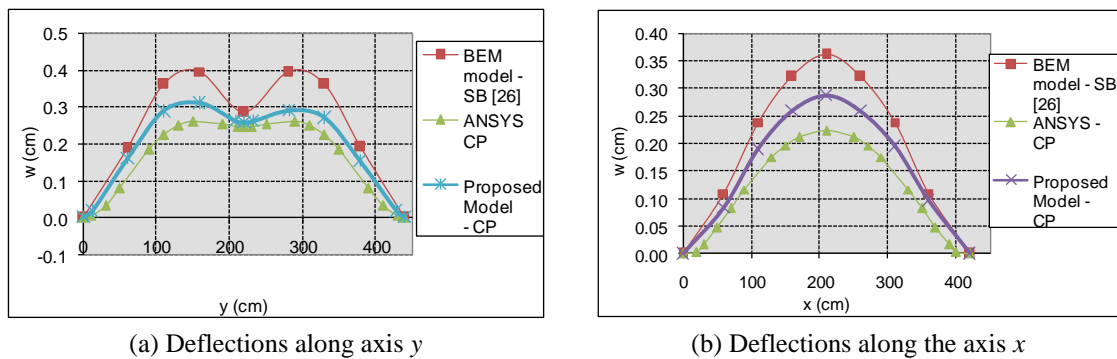 0.5
0.4
0.3
0.2
0.1
0.0
-0.1
w (cm)
0
100
200
300
400
y (cm)
BEM
model -
SB [26]
ANSYS -
CP
Proposed
Model
- CP
(a) Deflections along axis y
0.40
0.35
0.30
0.25
0.20
0.15
0.10
0.05
0.00
w (cm)
0
100
200
300
400
x (cm)
BEM
model - SB
[26]
ANSYS -
CP
Proposed
Model - CP
(b) Deflections along the axis x